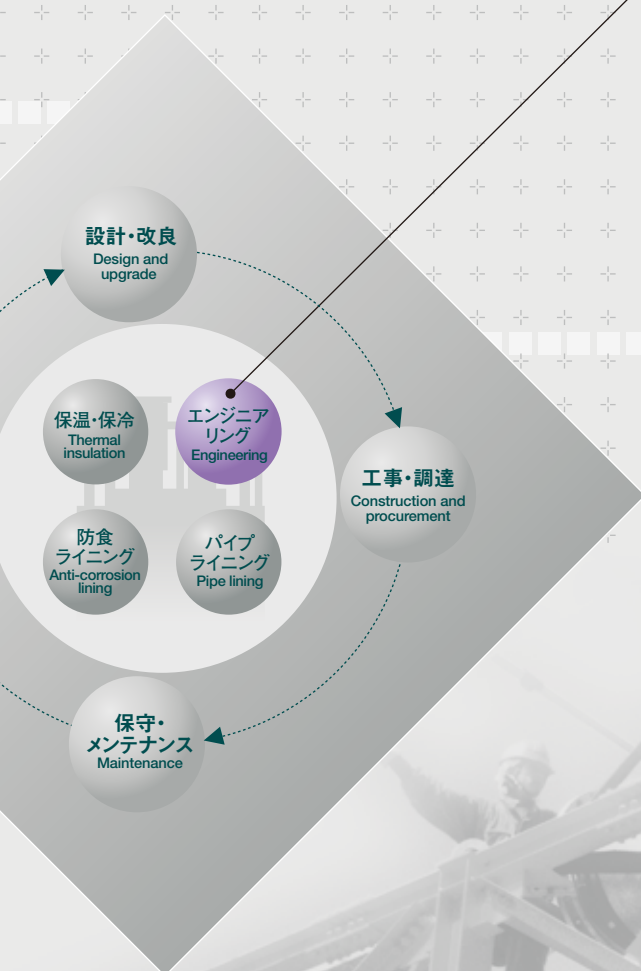 設計・改良
Design and
upgrade
保温・保冷
Thermal
insulation
エンジニア
リング
Engineering
工事・調達
Construction and
procurement
防食
ライニング
Anti-corrosion
lining
パイプ
ライニング
Pipe lining
保守・
メンテナンス
Maintenance